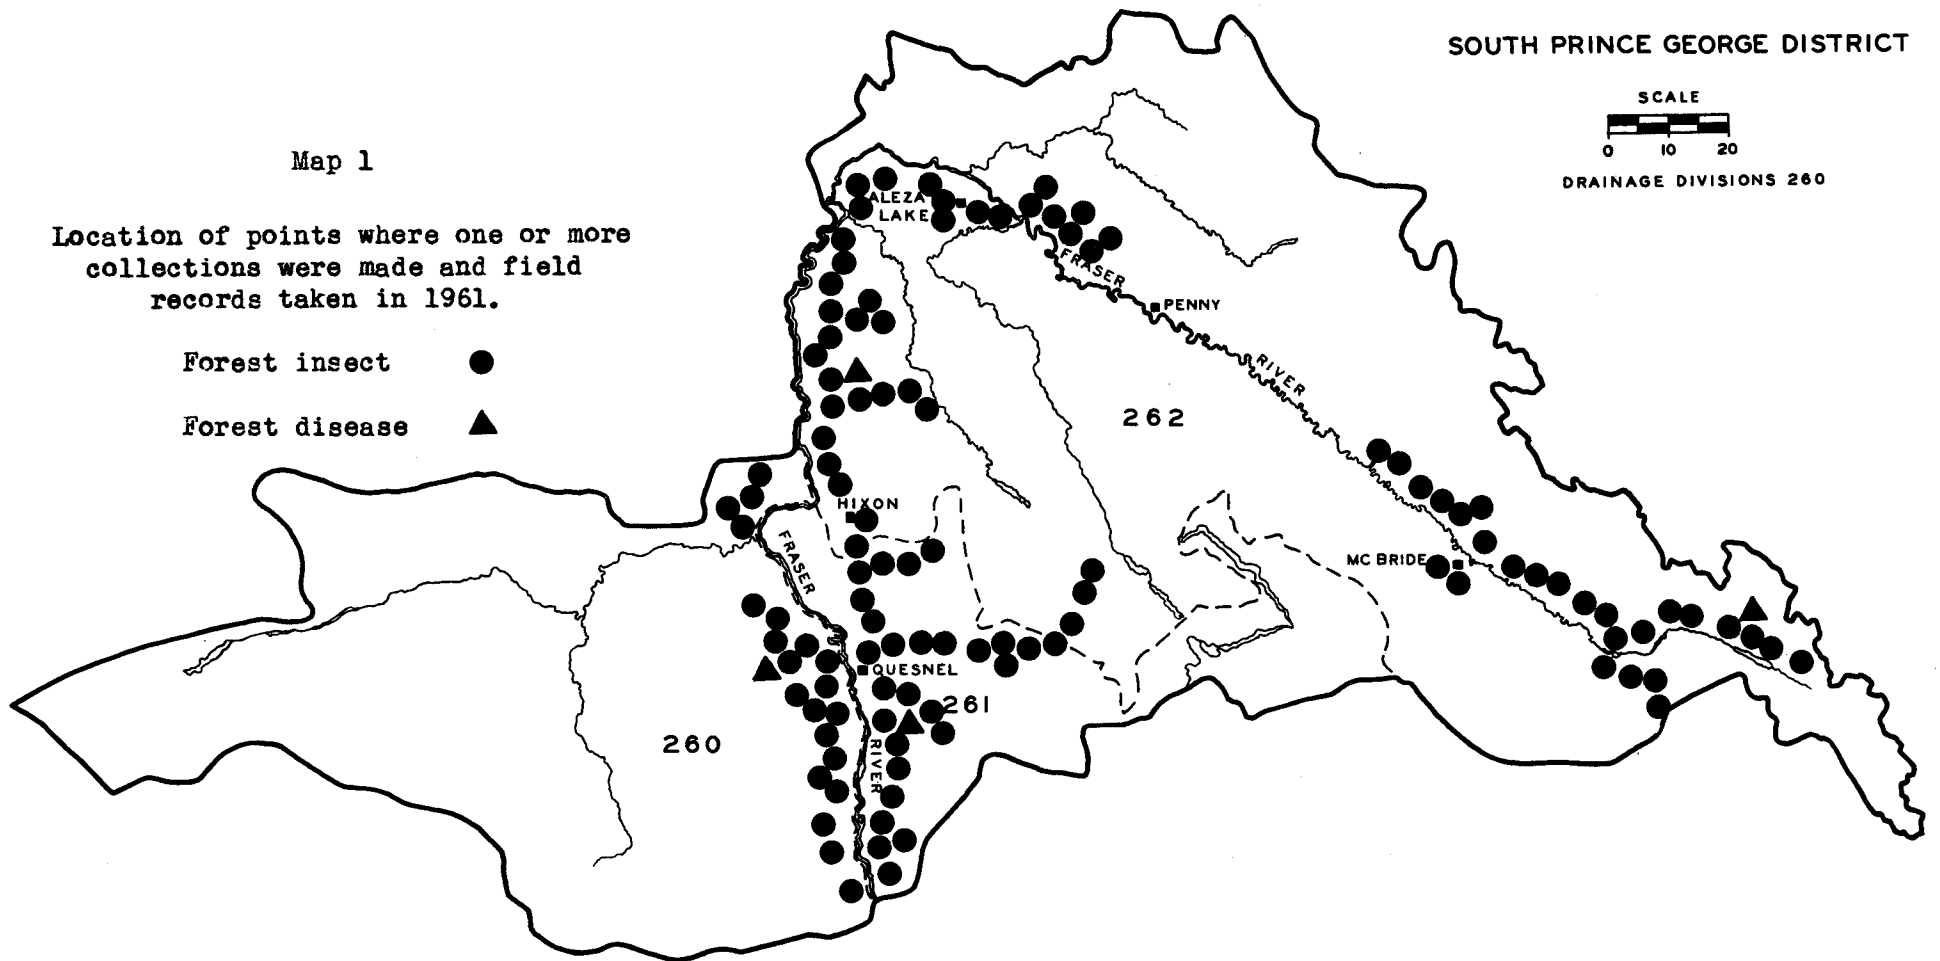 SOUTH PRINCE GEORGE DISTRICT
SCALE
0 10 20
DRAINAGE DIVISIONS 260
Map 1
Location of points where one or more
collections were made and field
records taken in 1961.
Forest insect
Forest disease
ALEZA
LAKE
FRASER
PENNY
RIVER
262
HIXON
FRASER
MC BRIDE
QUESNEL
261
260
RIVER